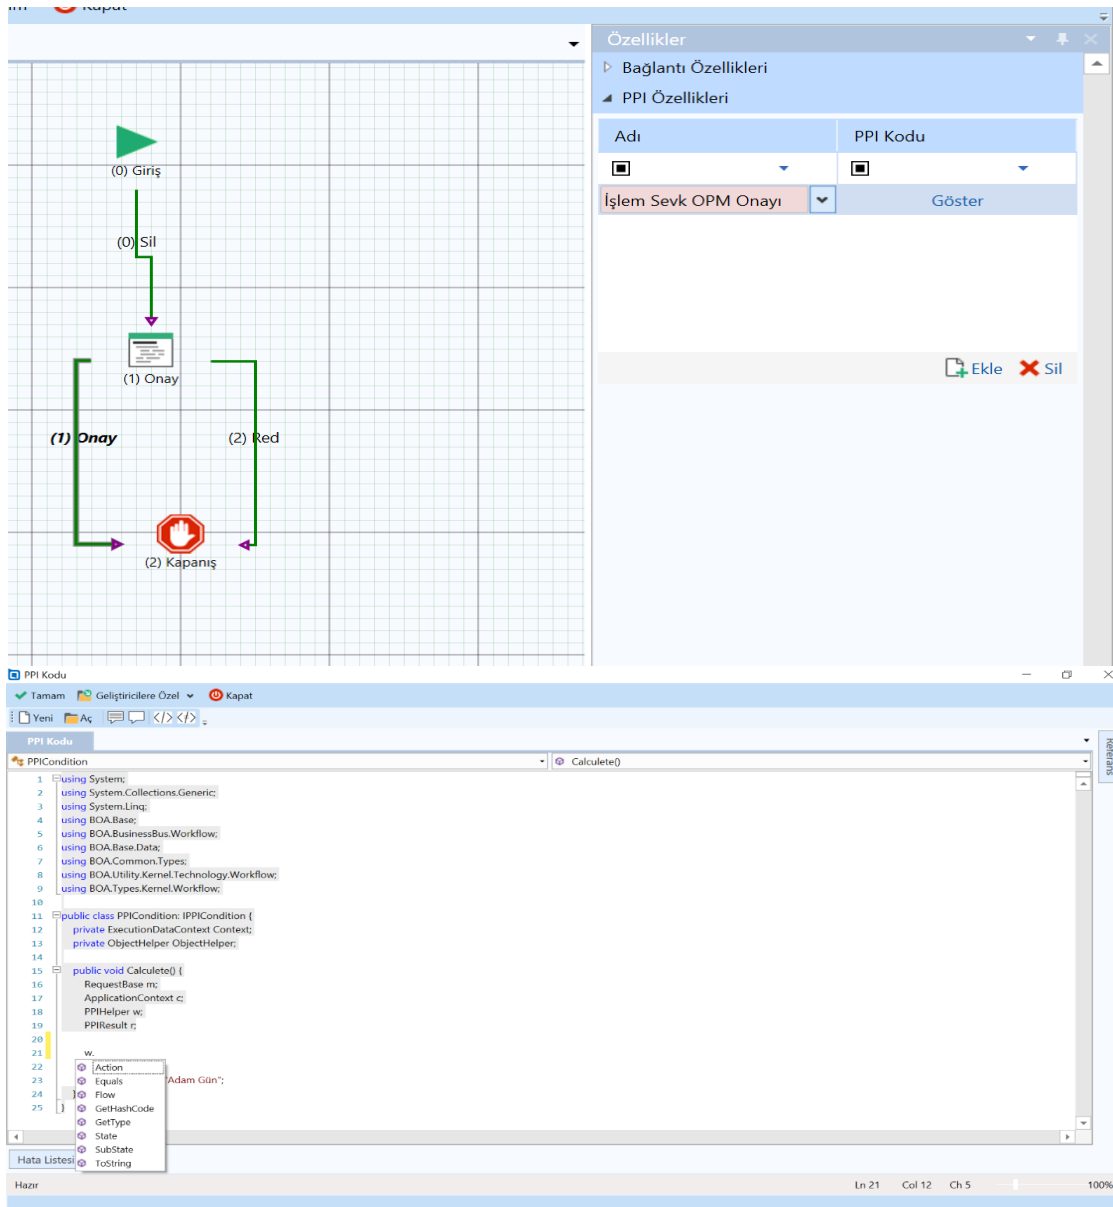 Kapat
Özellikler
Bağlantı Özellikleri
PPI Özellikleri
Adı PPI Kodu
İşlem Sevk OPM Onayı Göster
Ekle Sil
(0) Giriş
(0) Sil
(1) Onay
(1) Onay (2) Red
(2) Kapanış
PPI Kodu
Tamam Geliştiricilere Özel Kapat
Yeni Aç
PPI Kodu
Referans
PPICondition Calculete()
1 using System;
2 using System.Collections.Generic;
3 using System.Linq;
4 using BOA.Base;
5 using BOA.BusinessBus.Workflow;
6 using BOA.Base.Data;
7 using BOA.Common.Types;
8 using BOA.Utility.Kernel.Technology.Workflow;
9 using BOA.Types.Kernel.Workflow;
10
11 public class PPICondition: IPPICondition {
12 private ExecutionDataContext Context;
13 private ObjectHelper ObjectHelper;
14
15 public void Calculete() {
16 RequestBase m;
17 ApplicationContext c;
18 PPIHelper w;
19 PPIResult r;
20
21 w.
22 Action
23 Equals "Adam Gün";
24 } Flow
25 } GetHashCode
GetType
State
SubState
ToString
Hata Listesi
Hazır Ln 21 Col 12 Ch 5 100%